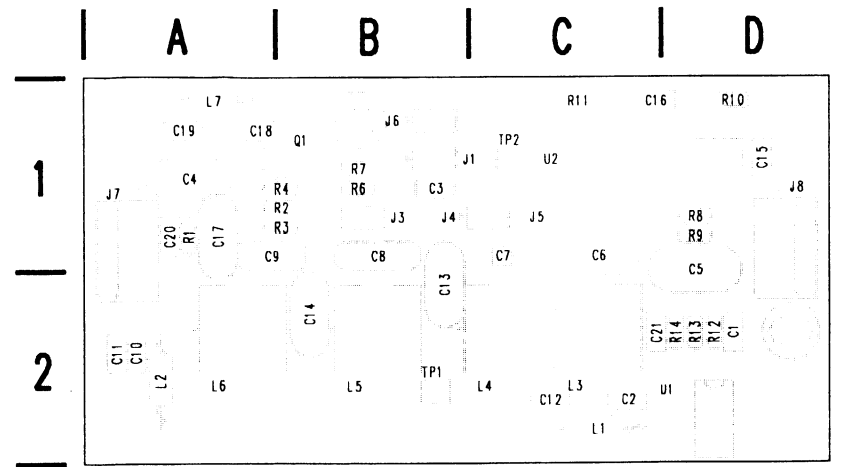 A B C D
L7 R11 C16 R10
J6
C19 C18 Q1 TP2
R7 J1 U2 C15
1
C4 R4 R6 C3 J8
J7 R2 J3 J4 J5 R8
C20 R1 C17 R3 R9
C9 C8 C7 C6 C5
C13
C14
C11 C10 C21 R14 R13 R12 C1
2
L2 L6 L5 TP1 L4 L3 U1
C12 C2
L1